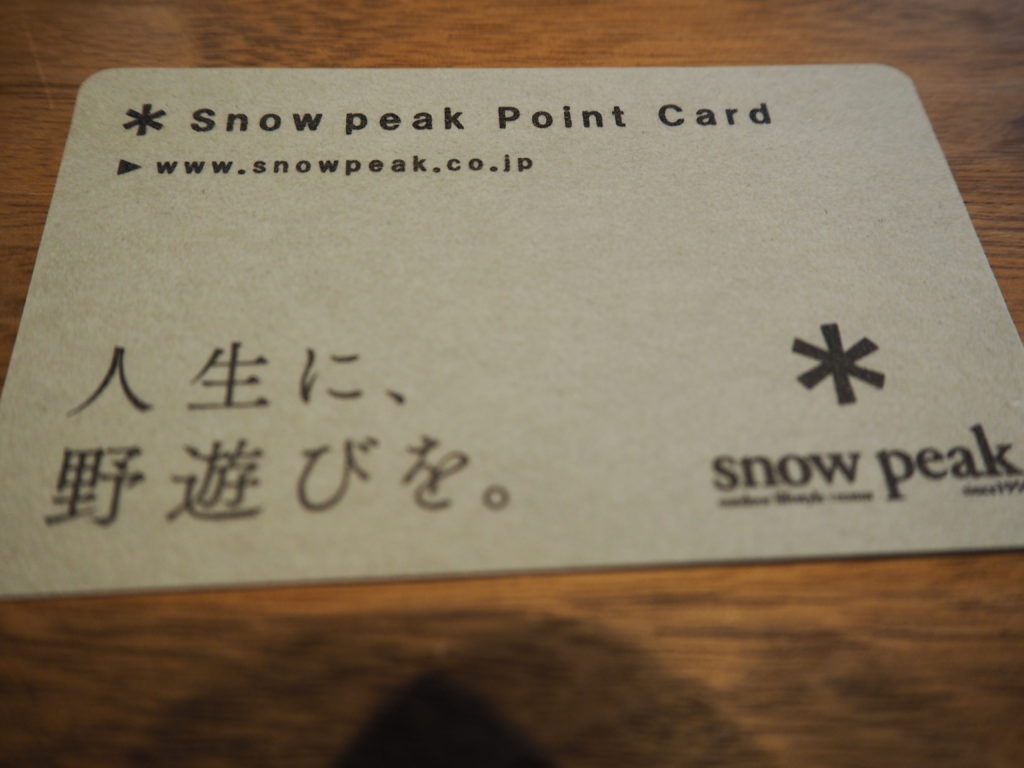 * Snow peak Point Card
▶ www.snowpeak.co.jp
人生に、
野遊びを。
*
snow peak